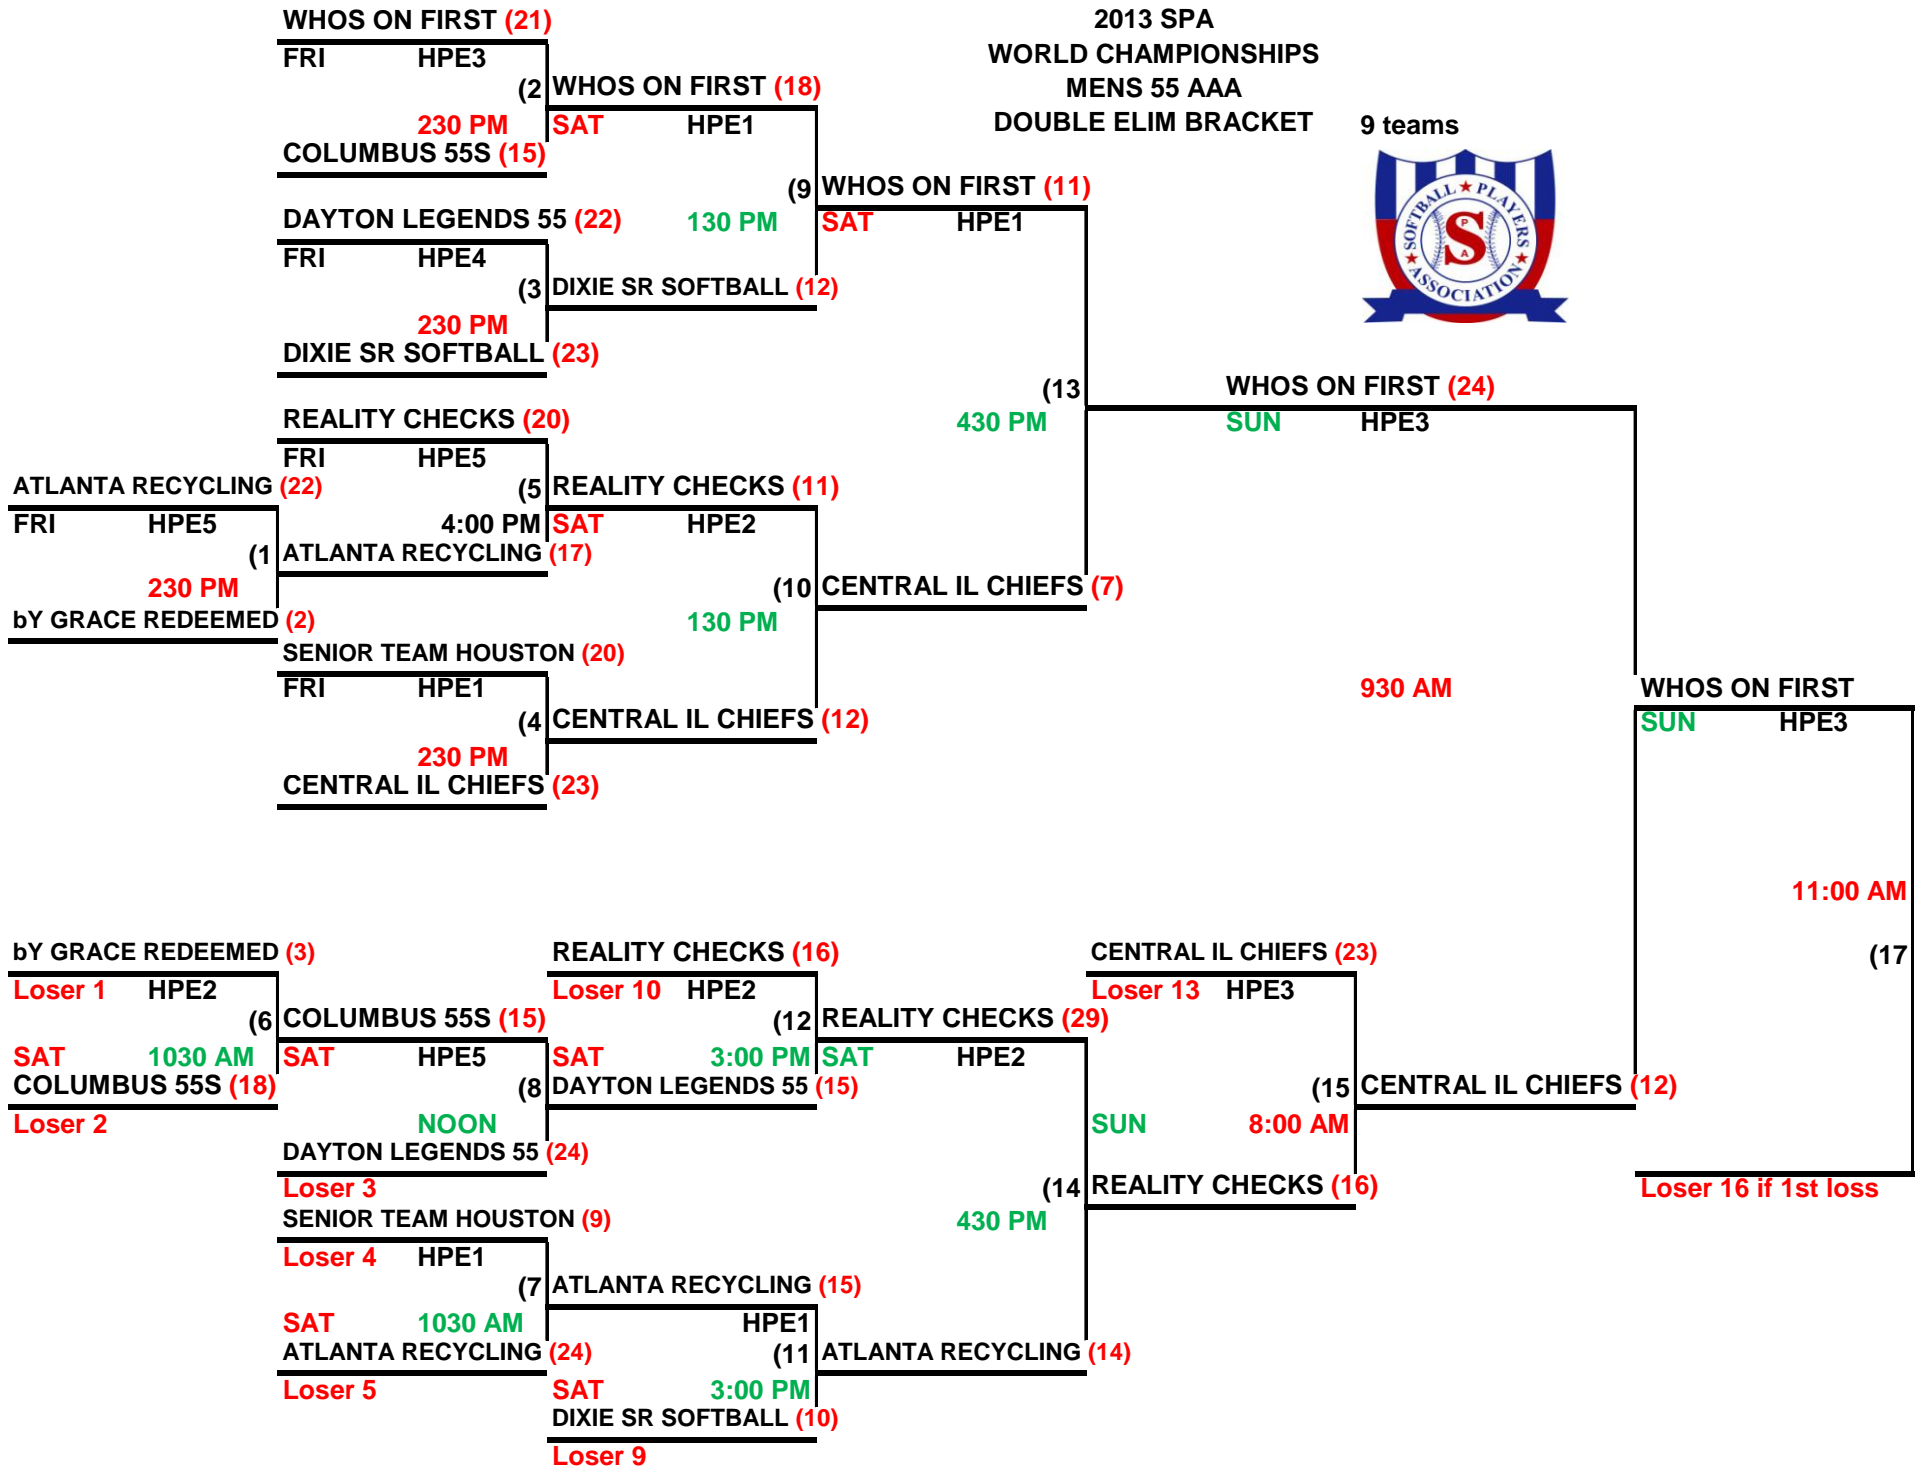 WHOS ON FIRST (21)
2013 SPA
WORLD CHAMPIONSHIPS
MENS 55 AAA
DOUBLE ELIM BRACKET
9 teams
SOFTBALL ★ PLAYERS ★ ASSOCIATION ★
P
S
A
FRI HPE3
(2 WHOS ON FIRST (18)
230 PM SAT HPE1
COLUMBUS 55S (15)
(9 WHOS ON FIRST (11)
DAYTON LEGENDS 55 (22) 130 PM SAT HPE1
FRI HPE4
(3 DIXIE SR SOFTBALL (12)
230 PM
DIXIE SR SOFTBALL (23)
(13 WHOS ON FIRST (24)
REALITY CHECKS (20) 430 PM SUN HPE3
FRI HPE5
ATLANTA RECYCLING (22) (5 REALITY CHECKS (11)
FRI HPE5 4:00 PM SAT HPE2
(1 ATLANTA RECYCLING (17)
230 PM (10 CENTRAL IL CHIEFS (7)
bY GRACE REDEEMED (2) 130 PM
SENIOR TEAM HOUSTON (20)
FRI HPE1 930 AM WHOS ON FIRST
(4 CENTRAL IL CHIEFS (12) SUN HPE3
230 PM
CENTRAL IL CHIEFS (23)
11:00 AM
bY GRACE REDEEMED (3) REALITY CHECKS (16) CENTRAL IL CHIEFS (23) (17
Loser 1 HPE2 Loser 10 HPE2 Loser 13 HPE3
(6 COLUMBUS 55S (15) (12 REALITY CHECKS (29)
SAT 1030 AM SAT HPE5 SAT 3:00 PM SAT HPE2
COLUMBUS 55S (18) (8 DAYTON LEGENDS 55 (15) (15 CENTRAL IL CHIEFS (12)
Loser 2 NOON SUN 8:00 AM
DAYTON LEGENDS 55 (24)
Loser 3 (14 REALITY CHECKS (16) Loser 16 if 1st loss
SENIOR TEAM HOUSTON (9) 430 PM
Loser 4 HPE1
(7 ATLANTA RECYCLING (15)
SAT 1030 AM HPE1
ATLANTA RECYCLING (24) (11 ATLANTA RECYCLING (14)
Loser 5 SAT 3:00 PM
DIXIE SR SOFTBALL (10)
Loser 9